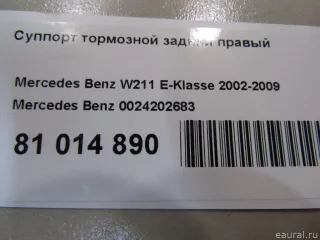 Суппорт тормозной задний правый
Mercedes Benz W211 E-Klasse 2002-2009
Mercedes Benz 0024202683
81 014 890
eaural.ru